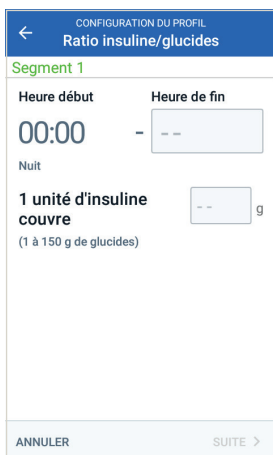 CONFIGURATION DU PROFIL
Ratio insuline/glucides
Segment 1
Heure début Heure de fin
00:00 - - -
Nuit
1 unité d'insuline
couvre
- - g
(1 à 150 g de glucides)
ANNULER SUITE >